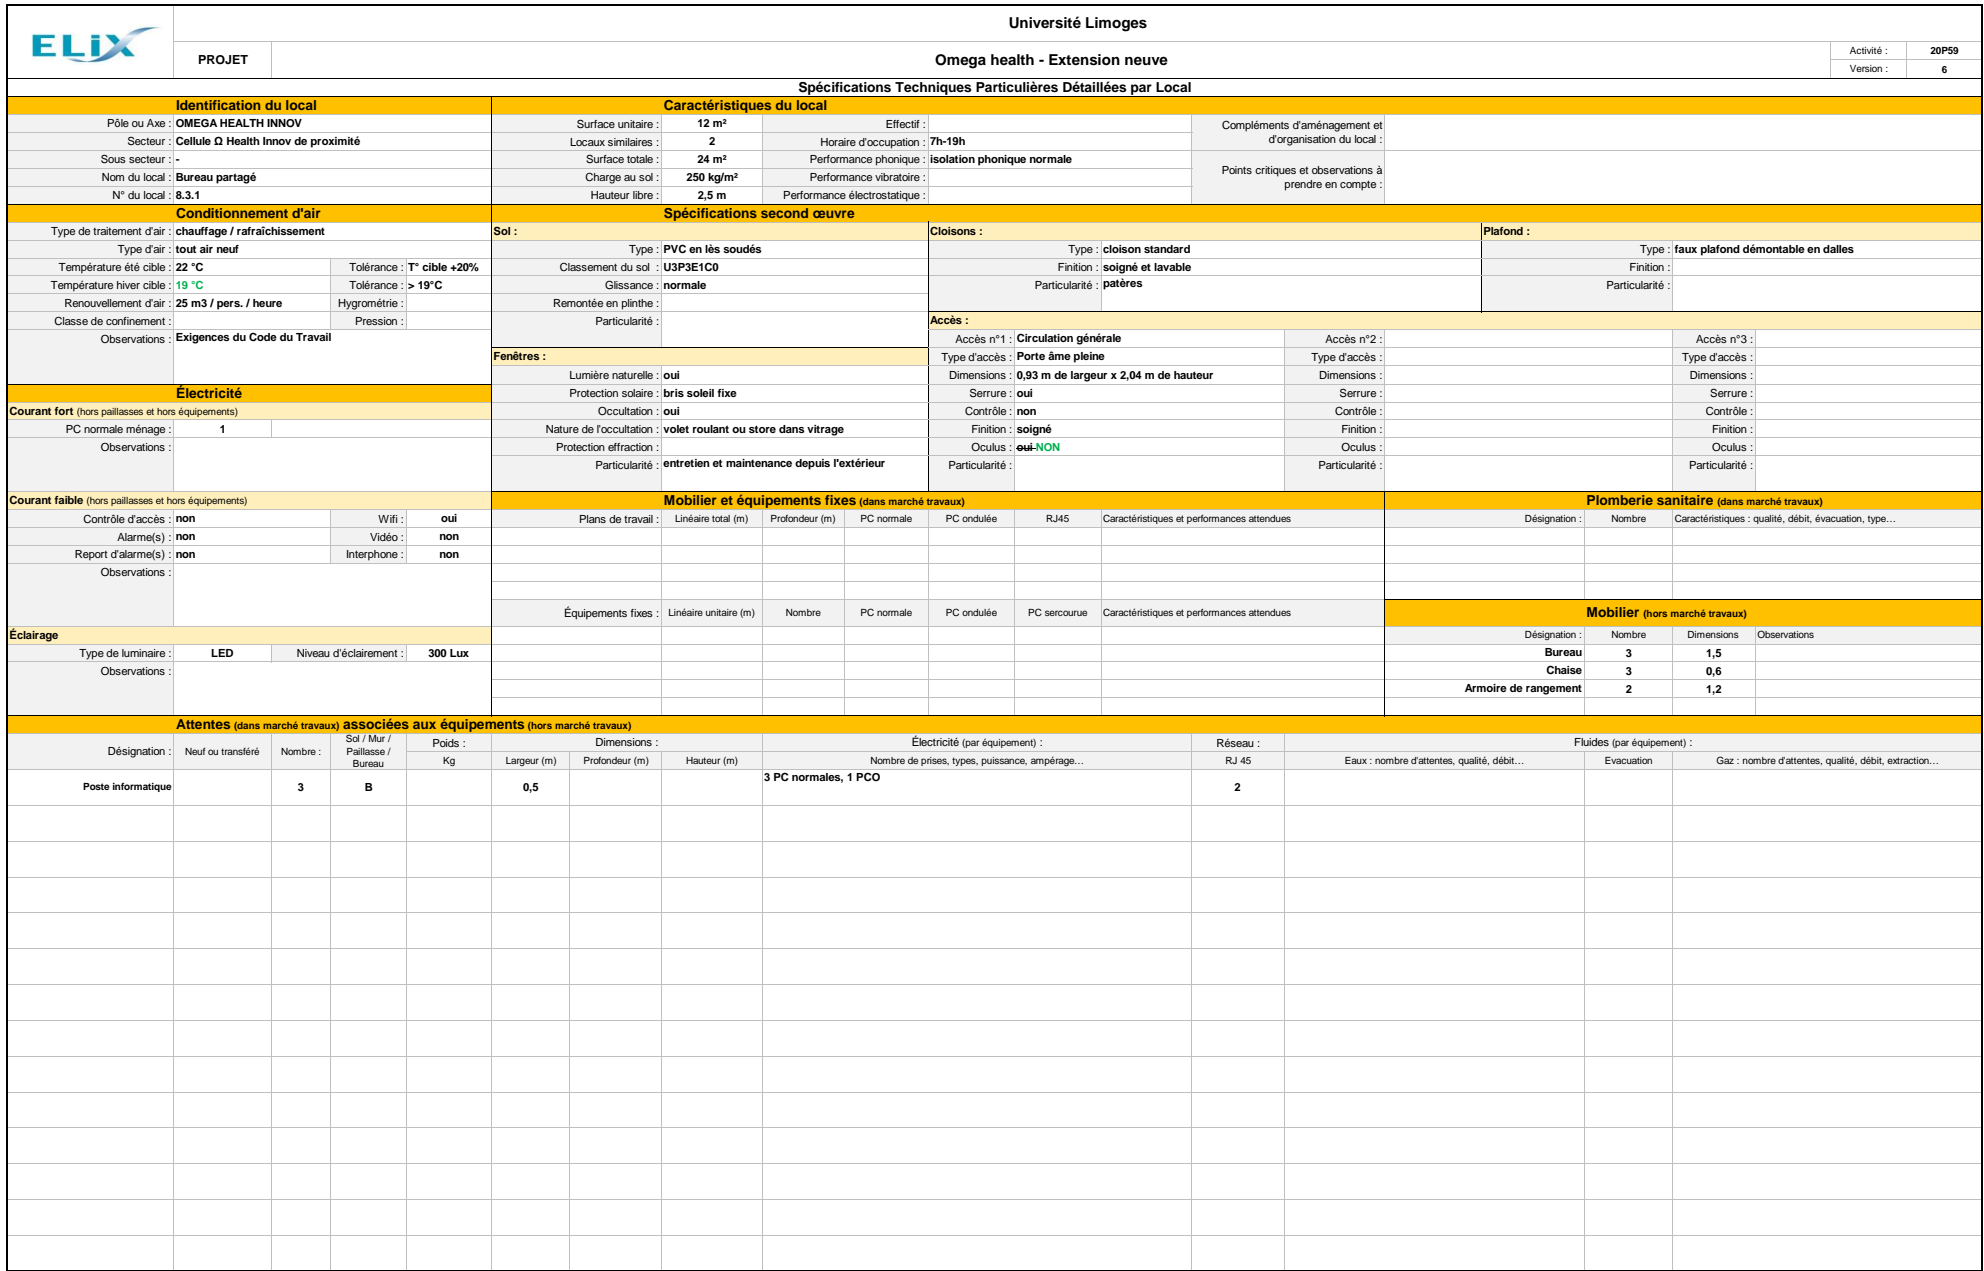 ELiX
Université Limoges
PROJET
Omega health - Extension neuve
Activité : 20P59
Version : 6
Spécifications Techniques Particulières Détaillées par Local
Identification du local
Pôle ou Axe : OMEGA HEALTH INNOV
Secteur : Cellule Ω Health Innov de proximité
Sous secteur : -
Nom du local : Bureau partagé
N° du local : 8.3.1
Caractéristiques du local
Surface unitaire : 12 m² Effectif :
Locaux similaires : 2 Horaire d'occupation : 7h-19h
Surface totale : 24 m² Performance phonique : isolation phonique normale
Charge au sol : 250 kg/m² Performance vibratoire :
Hauteur libre : 2,5 m Performance électrostatique :
Compléments d'aménagement et
d'organisation du local :
Points critiques et observations à
prendre en compte :
Conditionnement d'air
Type de traitement d'air : chauffage / rafraîchissement
Type d'air : tout air neuf
Température été cible : 22 °C Tolérance : T° cible +20%
Température hiver cible : 19 °C Tolérance : > 19°C
Renouvellement d'air : 25 m3 / pers. / heure Hygrométrie :
Classe de confinement : Pression :
Observations : Exigences du Code du Travail
Spécifications second œuvre
Sol :
Type : PVC en lès soudés
Classement du sol : U3P3E1C0
Glissance : normale
Remontée en plinthe :
Particularité :
Cloisons :
Type : cloison standard
Finition : soigné et lavable
Particularité : patères
Plafond :
Type : faux plafond démontable en dalles
Finition :
Particularité :
Fenêtres :
Lumière naturelle : oui
Protection solaire : bris soleil fixe
Occultation : oui
Nature de l'occultation : volet roulant ou store dans vitrage
Protection effraction :
Particularité : entretien et maintenance depuis l'extérieur
Accès :
Accès n°1 : Circulation générale Accès n°2 : Accès n°3 :
Type d'accès : Porte âme pleine Type d'accès : Type d'accès :
Dimensions : 0,93 m de largeur x 2,04 m de hauteur Dimensions : Dimensions :
Serrure : oui Serrure : Serrure :
Contrôle : non Contrôle : Contrôle :
Finition : soigné Finition : Finition :
Oculus : oui NON Oculus : Oculus :
Particularité : Particularité : Particularité :
Électricité
Courant fort (hors paillasses et hors équipements)
PC normale ménage : 1
Observations :
Courant faible (hors paillasses et hors équipements)
Contrôle d'accès : non Wifi : oui
Alarme(s) : non Vidéo : non
Report d'alarme(s) : non Interphone : non
Observations :
Éclairage
Type de luminaire : LED Niveau d'éclairement : 300 Lux
Observations :
Mobilier et équipements fixes (dans marché travaux)
Plans de travail : Linéaire total (m) Profondeur (m) PC normale PC ondulée RJ45 Caractéristiques et performances attendues
Équipements fixes : Linéaire unitaire (m) Nombre PC normale PC ondulée PC sercourue Caractéristiques et performances attendues
Plomberie sanitaire (dans marché travaux)
Désignation : Nombre Caractéristiques : qualité, débit, évacuation, type…
Mobilier (hors marché travaux)
Désignation : Nombre Dimensions Observations
Bureau 3 1,5
Chaise 3 0,6
Armoire de rangement 2 1,2
Attentes (dans marché travaux) associées aux équipements (hors marché travaux)
Désignation : Neuf ou transféré Nombre :
Sol / Mur /
Paillasse /
Bureau
Poids : Dimensions : Électricité (par équipement) : Réseau : Fluides (par équipement) :
Kg Largeur (m) Profondeur (m) Hauteur (m) Nombre de prises, types, puissance, ampérage… RJ 45 Eaux : nombre d'attentes, qualité, débit… Evacuation Gaz : nombre d'attentes, qualité, débit, extraction…
Poste informatique 3 B 0,5 3 PC normales, 1 PCO 2